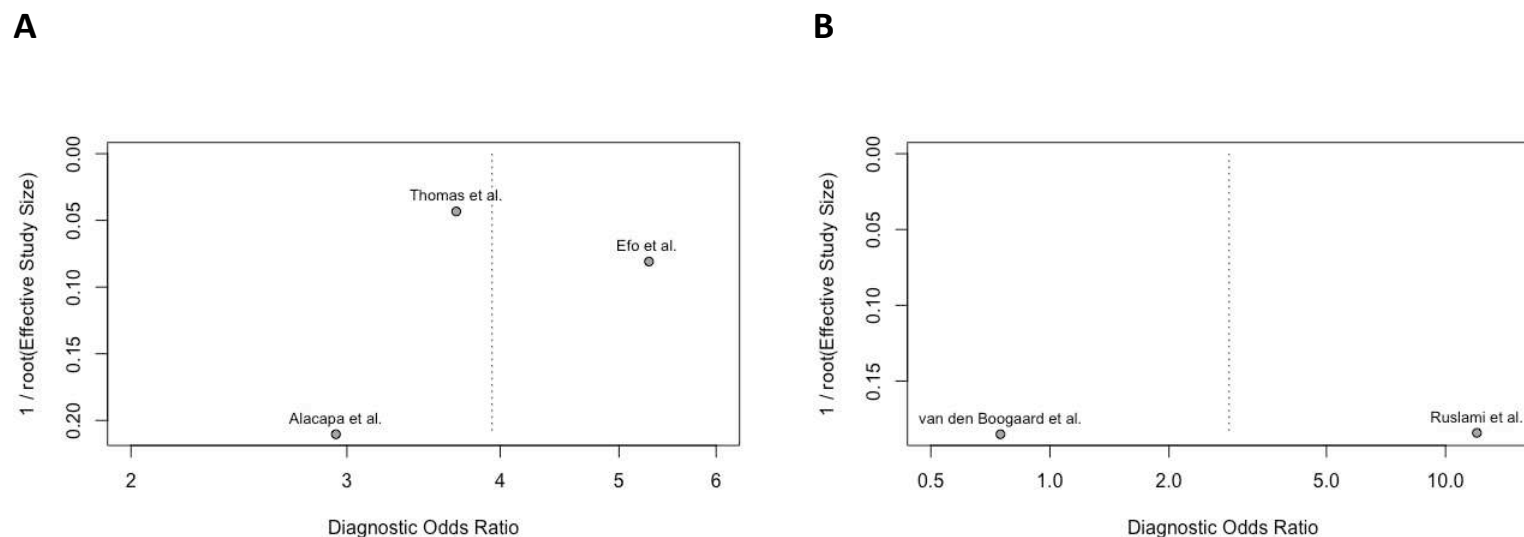 A
B
0.00
0.05
0.10
0.15
0.20
1 / root(Effective Study Size)
Thomas et al.
Efo et al.
Alacapa et al.
2
3
4
5
6
Diagnostic Odds Ratio
0.00
0.05
0.10
0.15
1 / root(Effective Study Size)
van den Boogaard et al.
Ruslami et al.
0.5
1.0
2.0
5.0
10.0
Diagnostic Odds Ratio